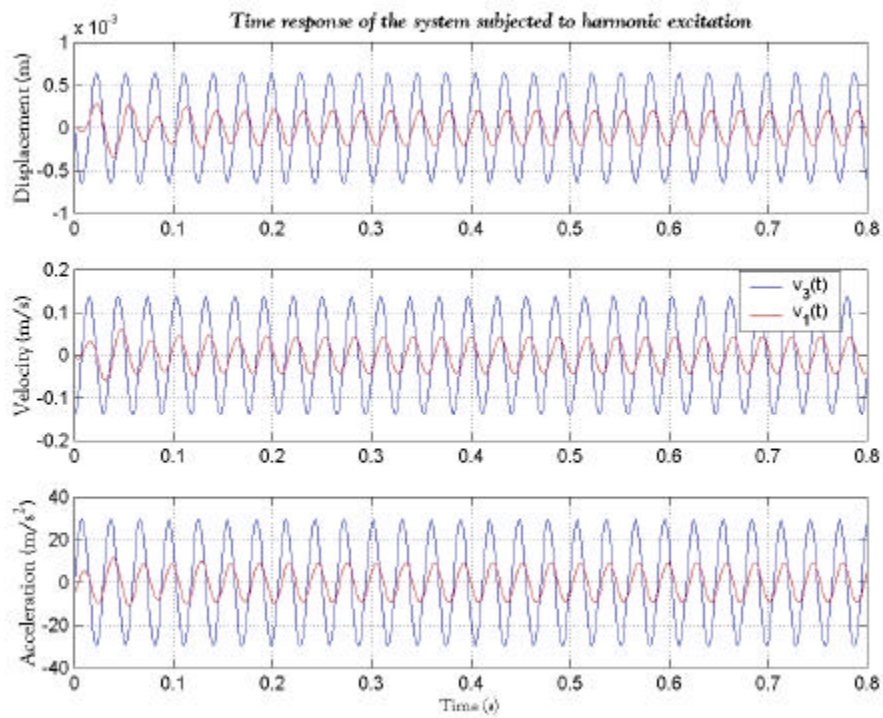 Time response of the system subjected to harmonic excitation
x 10⁻³
Displacement (m)
1
0.5
0
-0.5
-1
0 0.1 0.2 0.3 0.4 0.5 0.6 0.7 0.8
Velocity (m/s)
0.2
0.1
0
-0.1
-0.2
v₃(t)
v₁(t)
0 0.1 0.2 0.3 0.4 0.5 0.6 0.7 0.8
Acceleration (m/s²)
40
20
0
-20
-40
0 0.1 0.2 0.3 0.4 0.5 0.6 0.7 0.8
Time (s)